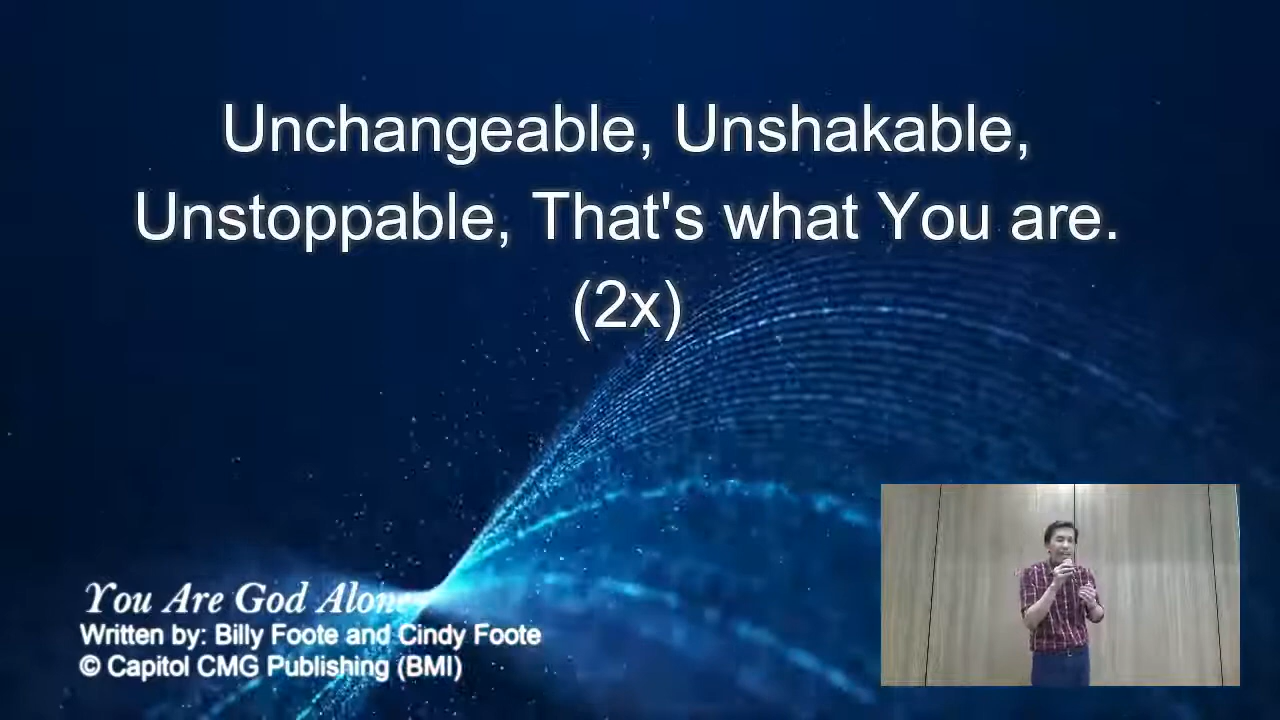 Unchangeable, Unshakable,
Unstoppable, That's what You are.
(2x)
You Are God Alone
Written by: Billy Foote and Cindy Foote
© Capitol CMG Publishing (BMI)